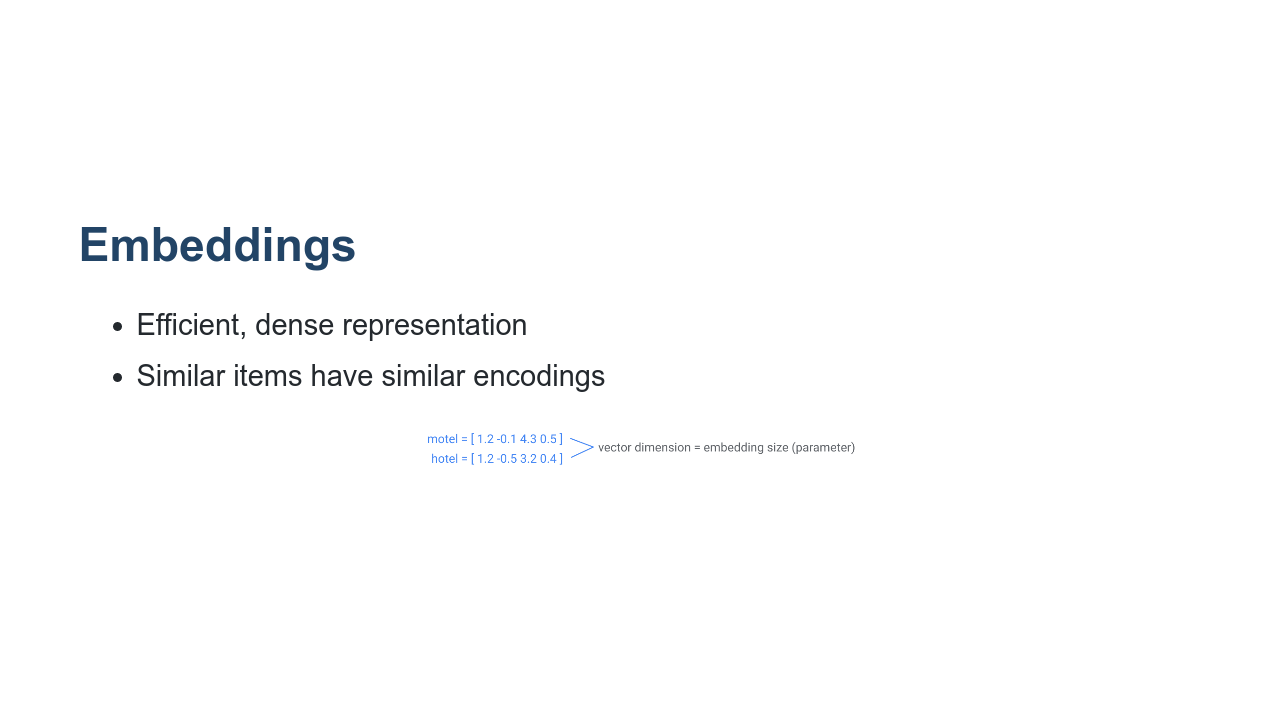 Embeddings
• Efficient, dense representation
• Similar items have similar encodings
motel = [ 1.2 -0.1 4.3 0.5 ]
hotel = [ 1.2 -0.5 3.2 0.4 ]
vector dimension = embedding size (parameter)